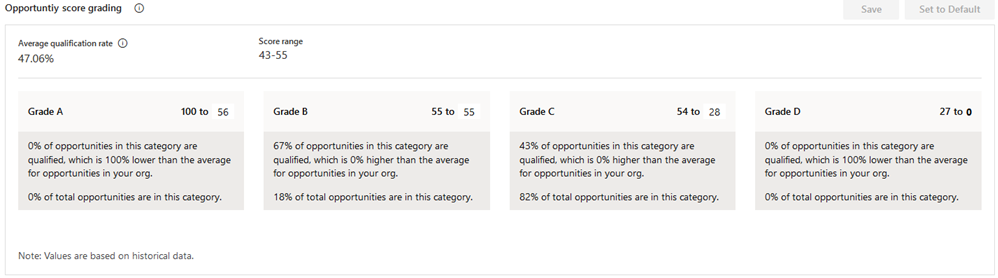 Opportuntiy score grading
Save
Set to Default
Average qualification rate
47.06%
Score range
43-55
Grade A 100 to 56
0% of opportunities in this category are
qualified, which is 100% lower than the average
for opportunities in your org.
0% of total opportunities are in this category.
Grade B 55 to 55
67% of opportunities in this category are
qualified, which is 0% higher than the average
for opportunities in your org.
18% of total opportunities are in this category.
Grade C 54 to 28
43% of opportunities in this category are
qualified, which is 0% higher than the average
for opportunities in your org.
82% of total opportunities are in this category.
Grade D 27 to 0
0% of opportunities in this category are
qualified, which is 100% lower than the average
for opportunities in your org.
0% of total opportunities are in this category.
Note: Values are based on historical data.